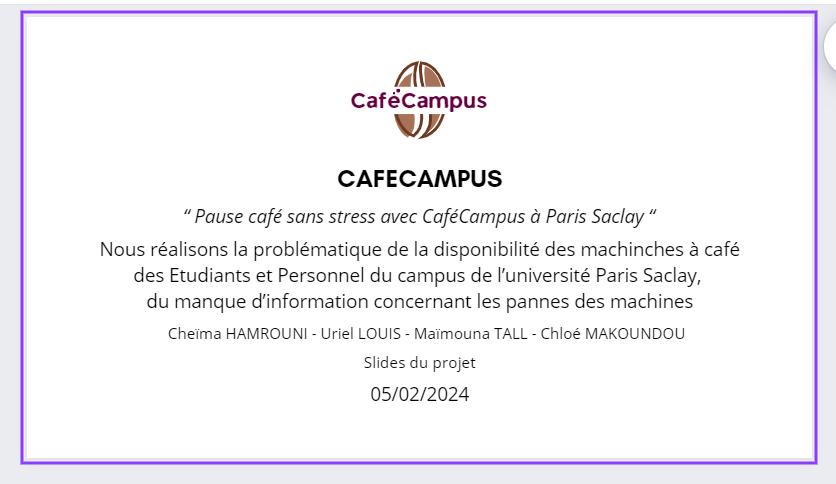 CaféCampus
CAFECAMPUS
“ Pause café sans stress avec CaféCampus à Paris Saclay “
Nous réalisons la problématique de la disponibilité des machinches à café
des Etudiants et Personnel du campus de l’université Paris Saclay,
du manque d’information concernant les pannes des machines
Cheïma HAMROUNI - Uriel LOUIS - Maïmouna TALL - Chloé MAKOUNDOU
Slides du projet
05/02/2024